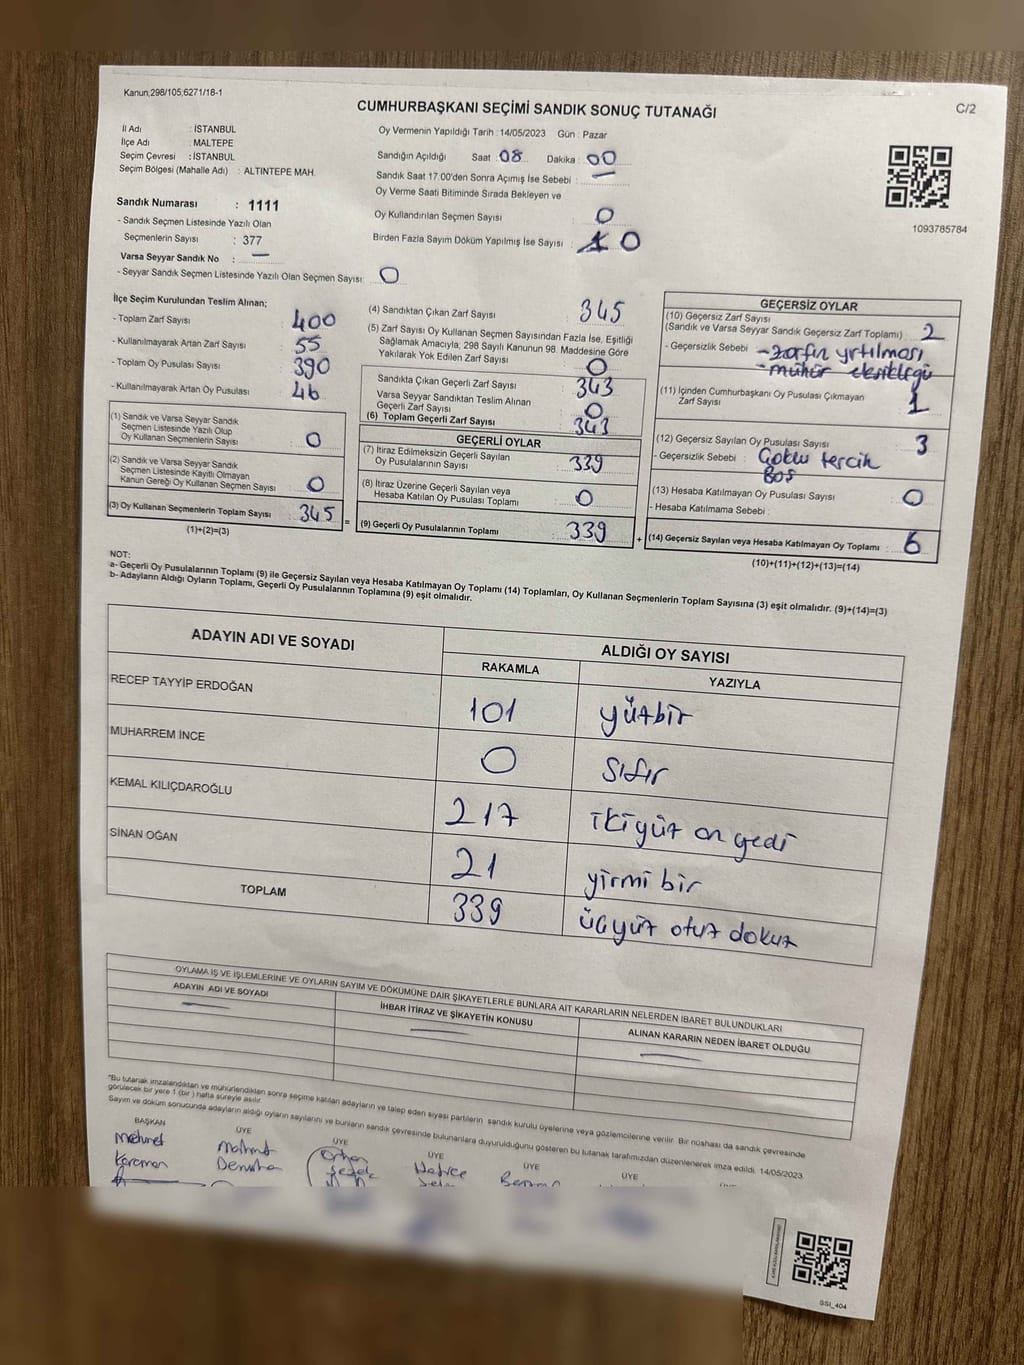 Kanun,298/105,6271/18-1
C/2
CUMHURBAŞKANI SEÇİMİ SANDIK SONUÇ TUTANAĞI
İl Adı : İSTANBUL
İlçe Adı : MALTEPE
Seçim Çevresi : İSTANBUL
Seçim Bölgesi (Mahalle Adı) : ALTINTEPE MAH.
Sandık Numarası : 1111
- Sandık Seçmen Listesinde Yazılı Olan
Seçmenlerin Sayısı : 377
Varsa Seyyar Sandık No : —
- Seyyar Sandık Seçmen Listesinde Yazılı Olan Seçmen Sayısı: 0
Oy Vermenin Yapıldığı Tarih : 14/05/2023 Gün : Pazar
Sandığın Açıldığı Saat : 08 Dakika : 00
Sandık Saat 17.00'den Sonra Açımış İse Sebebi : —
Oy Verme Saati Bitiminde Sırada Bekleyen ve
Oy Kullandırılan Seçmen Sayısı : 0
Birden Fazla Sayım Döküm Yapılmış İse Sayısı : 0
1093785784
İlçe Seçim Kurulundan Teslim Alınan;
- Toplam Zarf Sayısı : 400
- Kullanılmayarak Artan Zarf Sayısı : 55
- Toplam Oy Pusulası Sayısı : 390
- Kullanılmayarak Artan Oy Pusulası : 46
(1) Sandık ve Varsa Seyyar Sandık
Seçmen Listesinde Yazılı Olup
Oy Kullanan Seçmenlerin Sayısı : 0
(2) Sandık ve Varsa Seyyar Sandık
Seçmen Listesinde Kayıtlı Olmayan
Kanun Gereği Oy Kullanan Seçmen Sayısı : 0
(3) Oy Kullanan Seçmenlerin Toplam Sayısı : 345 =
(1)+(2)=(3)
(4) Sandıktan Çıkan Zarf Sayısı : 345
(5) Zarf Sayısı Oy Kullanan Seçmen Sayısından Fazla İse, Eşitliği
Sağlamak Amacıyla, 298 Sayılı Kanunun 98. Maddesine Göre
Yakılarak Yok Edilen Zarf Sayısı : 0
Sandıkta Çıkan Geçerli Zarf Sayısı : 343
Varsa Seyyar Sandıktan Teslim Alınan
Geçerli Zarf Sayısı : 0
(6) Toplam Geçerli Zarf Sayısı : 343
GEÇERLİ OYLAR
(7) İtiraz Edilmeksizin Geçerli Sayılan
Oy Pusulalarının Sayısı : 339
(8) İtiraz Üzerine Geçerli Sayılan veya
Hesaba Katılan Oy Pusulası Toplamı : 0
(9) Geçerli Oy Pusulalarının Toplamı : 339 +
GEÇERSİZ OYLAR
(10) Geçersiz Zarf Sayısı
(Sandık ve Varsa Seyyar Sandık Geçersiz Zarf Toplamı) : 2
- Geçersizlik Sebebi : - zarfın yrtılması
- mühür eksikliği
(11) İçinden Cumhurbaşkanı Oy Pusulası Çıkmayan
Zarf Sayısı : 1
(12) Geçersiz Sayılan Oy Pusulası Sayısı : 3
- Geçersizlik Sebebi : Çoklu tercih
BOŞ
(13) Hesaba Katılmayan Oy Pusulası Sayısı : 0
- Hesaba Katılmama Sebebi :
(14) Geçersiz Sayılan veya Hesaba Katılmayan Oy Toplamı : 6
(10)+(11)+(12)+(13)=(14)
NOT:
a- Geçerli Oy Pusulalarının Toplamı (9) ile Geçersiz Sayılan veya Hesaba Katılmayan Oy Toplamı (14) Toplamları, Oy Kullanan Seçmenlerin Toplam Sayısına (3) eşit olmalıdır. (9)+(14)=(3)
b- Adayların Aldığı Oyların Toplamı, Geçerli Oy Pusulalarının Toplamına (9) eşit olmalıdır.
ADAYIN ADI VE SOYADI
ALDIĞI OY SAYISI
RAKAMLA YAZIYLA
RECEP TAYYİP ERDOĞAN 101 yüzbir
MUHARREM İNCE 0 sıfır
KEMAL KILIÇDAROĞLU 217 ikiyüz on yedi
SİNAN OĞAN 21 yirmi bir
TOPLAM 339 üçyüz otuz dokuz
OYLAMA İŞ VE İŞLEMLERİNE VE OYLARIN SAYIM VE DÖKÜMÜNE DAİR ŞİKAYETLERLE BUNLARA AİT KARARLARIN NELERDEN İBARET BULUNDUKLARI
ADAYIN ADI VE SOYADI İHBAR İTİRAZ VE ŞİKAYETİN KONUSU ALINAN KARARIN NEDEN İBARET OLDUĞU
— — —
*Bu tutanak imzalandıktan ve mühürlendikten sonra seçime katılan adayların ve talep eden siyasi partilerin sandık kurulu üyelerine veya gözlemcilerine verilir. Bir nüshası da sandık çevresinde
görülecek bir yere 1 (bir) hafta süreyle asılır.
Sayım ve döküm sonucunda adayların aldığı oyların sayılarını ve bunların sandık çevresinde bulunanlara duyurulduğunu gösteren bu tutanak tarafımızdan düzenlenerek imza edildi. 14/05/2023
BAŞKAN ÜYE ÜYE ÜYE ÜYE ÜYE
Mehmet Mahmut Orhan Hatice
Karaman
SSI_404